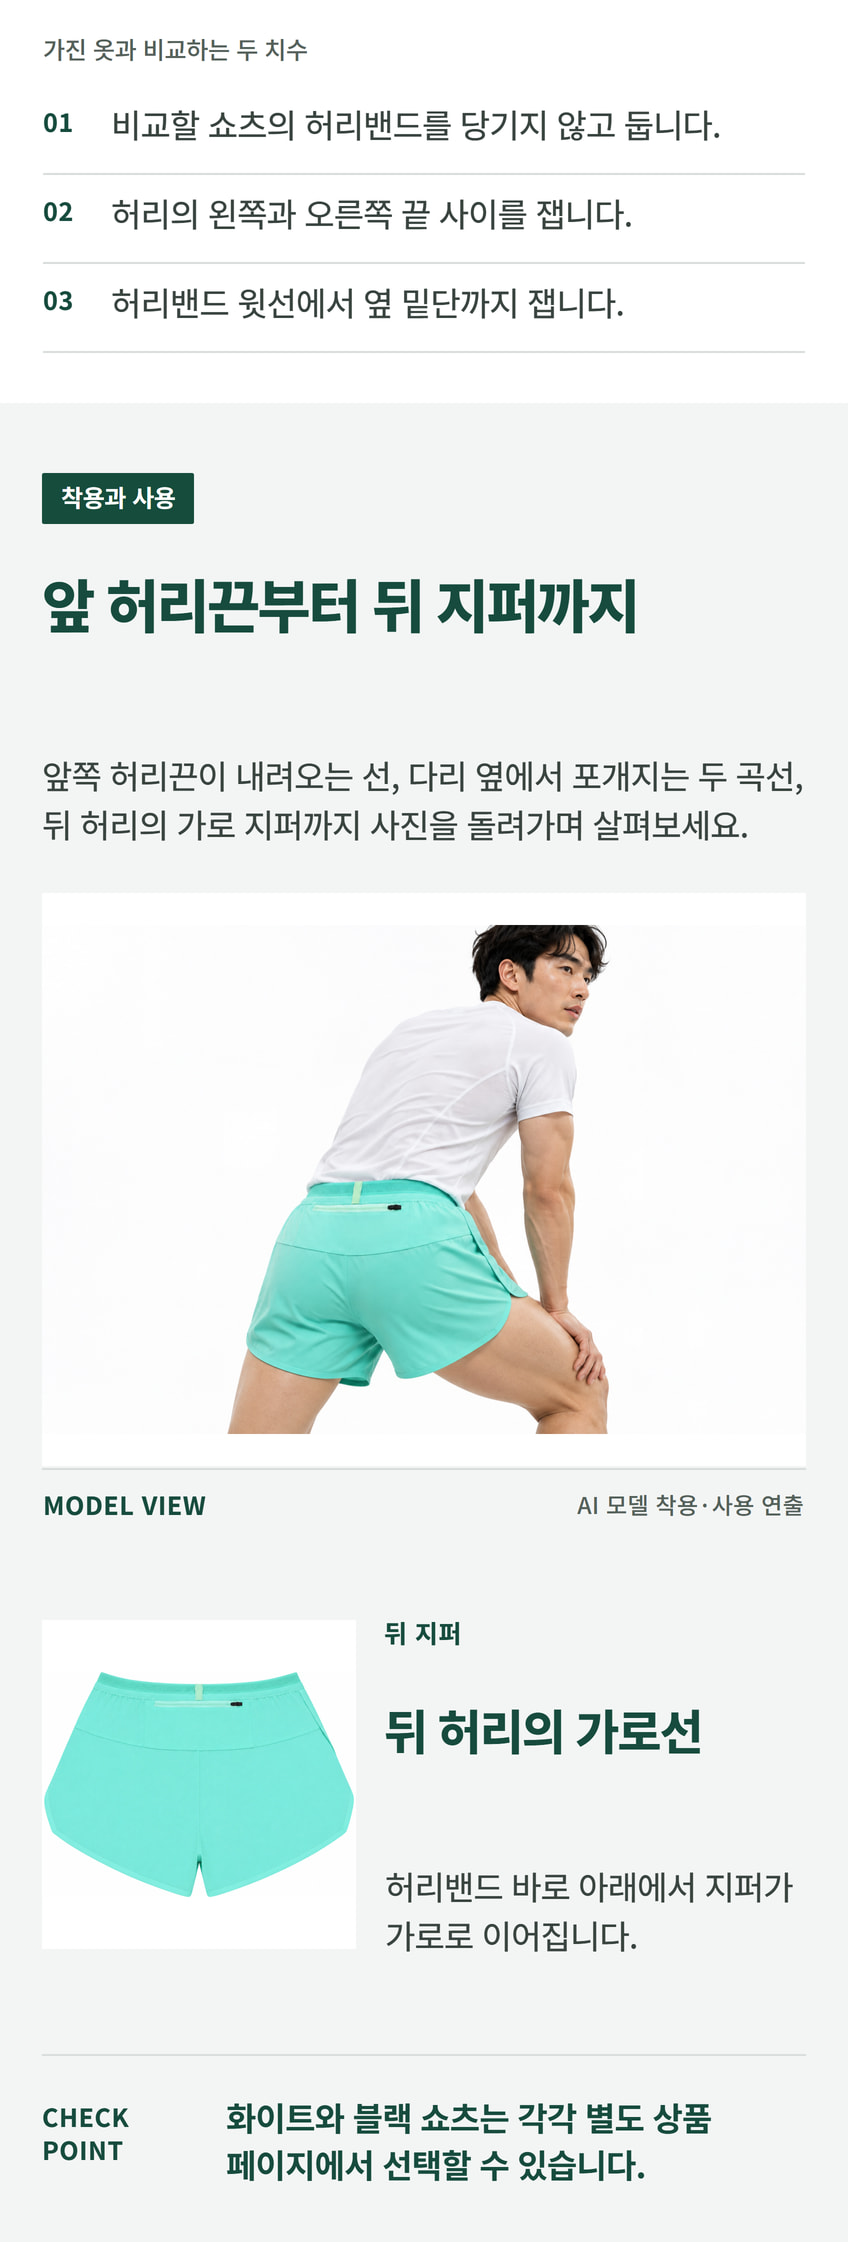 가진 옷과 비교하는 두 치수
01 비교할 쇼츠의 허리밴드를 당기지 않고 둡니다.
02 허리의 왼쪽과 오른쪽 끝 사이를 잽니다.
03 허리밴드 윗선에서 옆 밑단까지 잽니다.
착용과 사용
앞 허리끈부터 뒤 지퍼까지
앞쪽 허리끈이 내려오는 선, 다리 옆에서 포개지는 두 곡선,
뒤 허리의 가로 지퍼까지 사진을 돌려가며 살펴보세요.
MODEL VIEW
AI 모델 착용·사용 연출
뒤 지퍼
뒤 허리의 가로선
허리밴드 바로 아래에서 지퍼가
가로로 이어집니다.
CHECK
POINT
화이트와 블랙 쇼츠는 각각 별도 상품
페이지에서 선택할 수 있습니다.